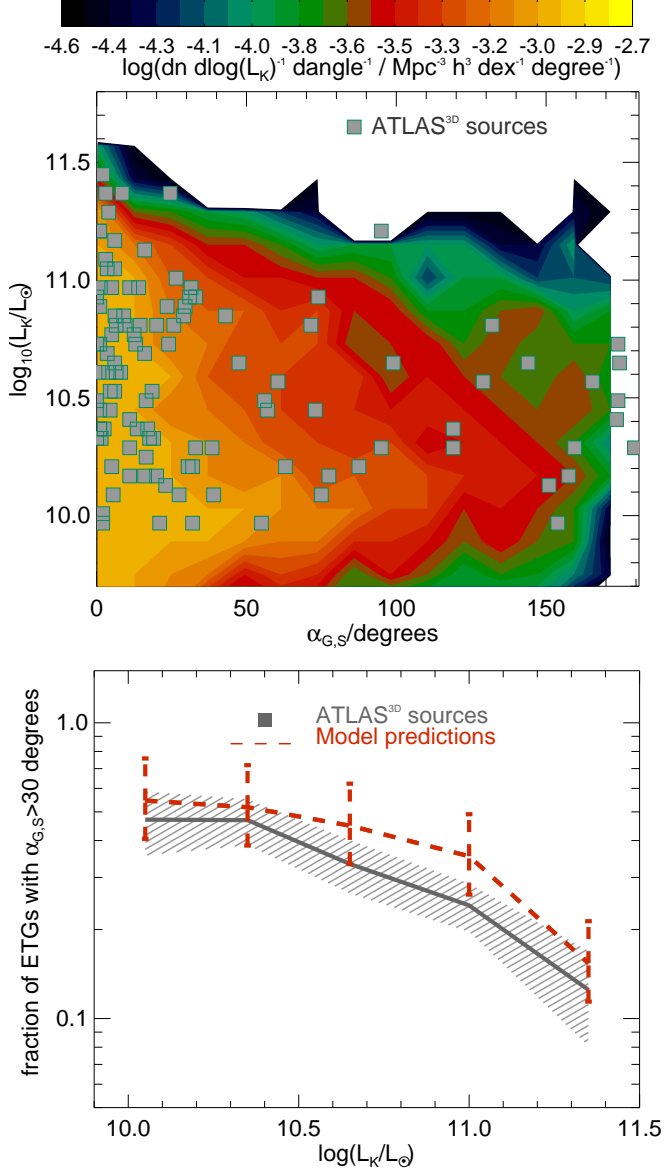 -4.6 -4.4 -4.3 -4.1 -4.0 -3.8 -3.6 -3.5 -3.3 -3.2 -3.0 -2.9 -2.7
log(dn dlog(L_K)^-1 dangle^-1 / Mpc^-3 h^3 dex^-1 degree^-1)
ATLAS^3D sources
11.5
11.0
10.5
10.0
log_10(L_K/L_⊙)
0 50 100 150
α_G,S/degrees
ATLAS^3D sources
Model predictions
1.0
0.1
fraction of ETGs with α_G,S>30 degrees
10.0 10.5 11.0 11.5
log(L_K/L_⊙)